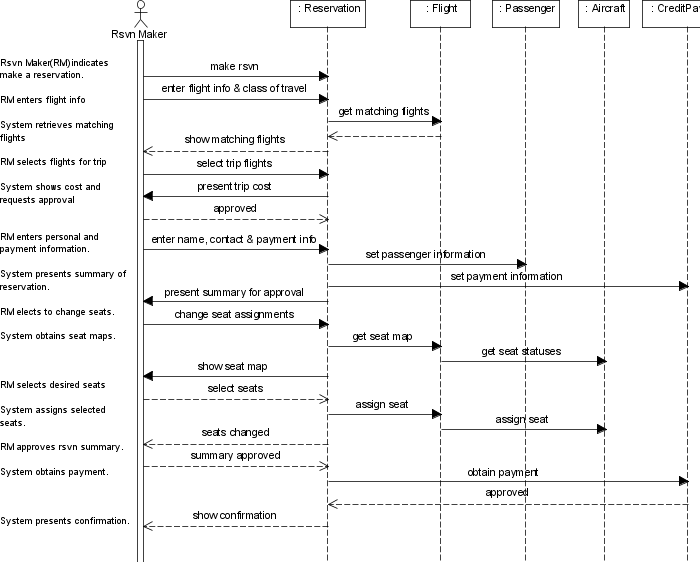 : Reservation
: Flight
: Passenger
: Aircraft
: CreditPay
Rsvn Maker
Rsvn Maker(RM)indicates
make a reservation.
make rsvn
RM enters flight info
enter flight info & class of travel
get matching flights
System retrieves matching
flights
show matching flights
RM selects flights for trip
select trip flights
System shows cost and
requests approval
present trip cost
approved
RM enters personal and
payment information.
enter name, contact & payment info
set passenger information
System presents summary of
reservation.
set payment information
present summary for approval
RM elects to change seats.
change seat assignments
System obtains seat maps.
get seat map
get seat statuses
show seat map
RM selects desired seats
select seats
System assigns selected
seats.
assign seat
assign seat
seats changed
RM approves rsvn summary.
summary approved
System obtains payment.
obtain payment
approved
show confirmation
System presents confirmation.